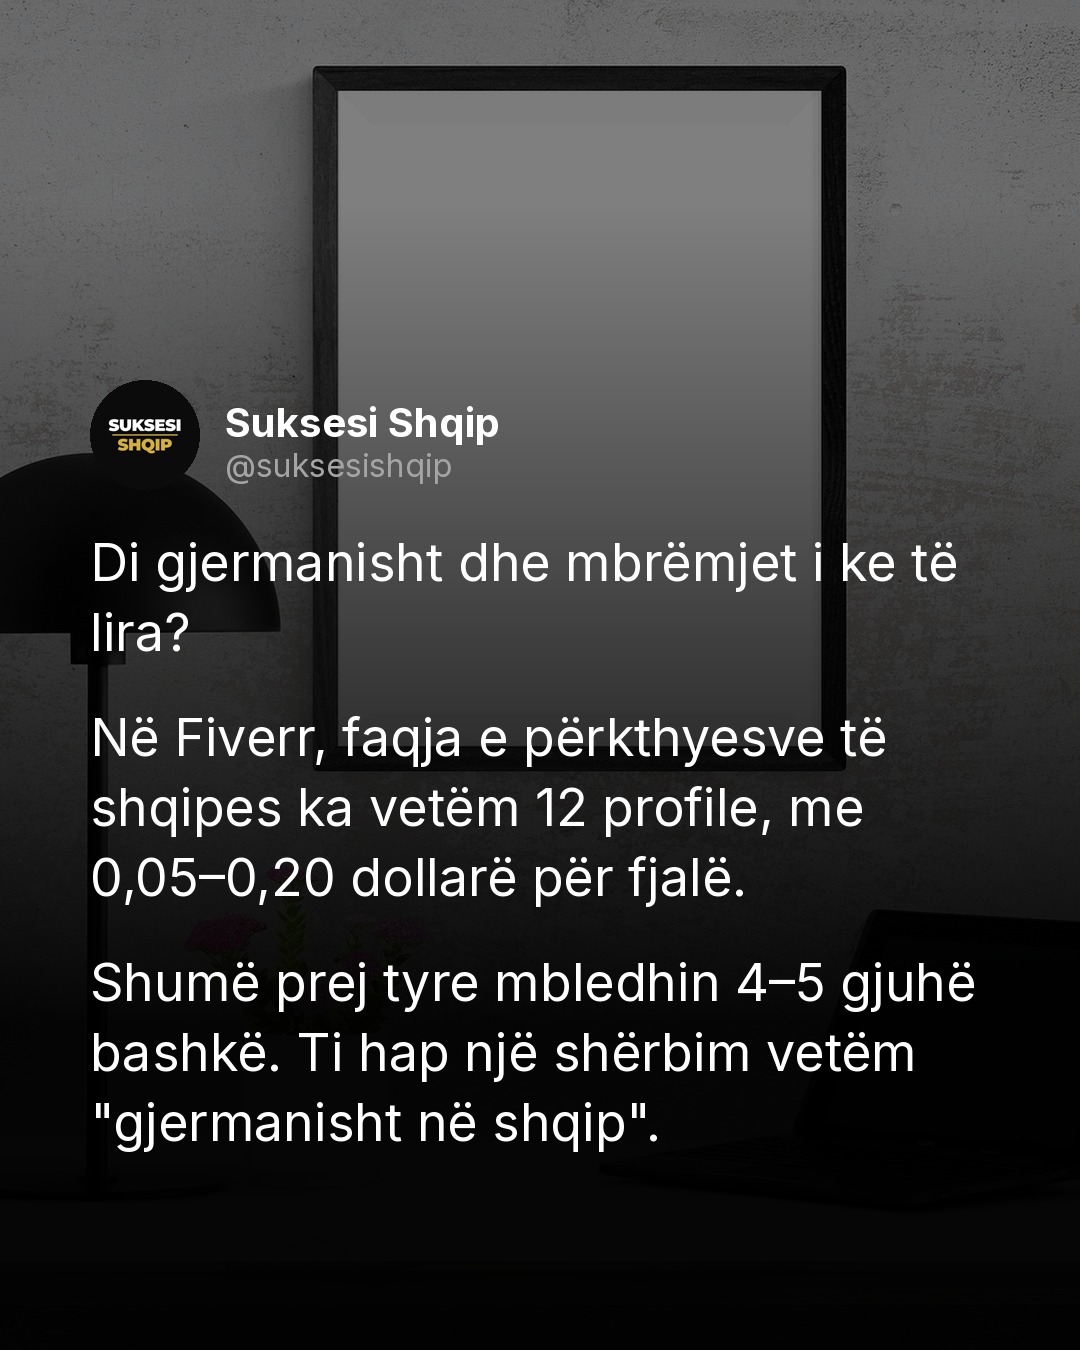 SUKSESI
SHQIP
Suksesi Shqip
@suksesishqip
Di gjermanisht dhe mbrëmjet i ke të
lira?
Në Fiverr, faqja e përkthyesve të
shqipes ka vetëm 12 profile, me
0,05–0,20 dollarë për fjalë.
Shumë prej tyre mbledhin 4–5 gjuhë
bashkë. Ti hap një shërbim vetëm
"gjermanisht në shqip".